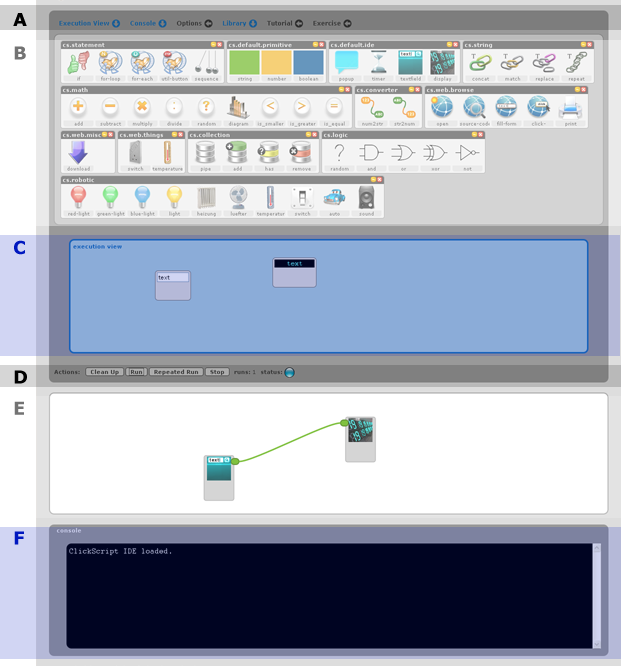 A Execution View Console Options Library Tutorial Exercise
B
cs.statement cs.default.primitive cs.default.ide cs.string
if for-loop for-each util-button sequence string number boolean popup timer textfield display concat match replace repeat
cs.math cs.converter cs.web.browse
add subtract multiply divide random diagram is_smaller is_greater is_equal num2str str2num open source-code fill-form click- print
cs.web.misc cs.web.things cs.collection cs.logic
download switch temperature pipe add has remove random and or xor not
cs.robotic
red-light green-light blue-light light heizung luefter temperatur switch auto sound
C execution view
text
text
D Actions: Clean Up Run Repeated Run Stop runs: 1 status:
E
text
F console
ClickScript IDE loaded.